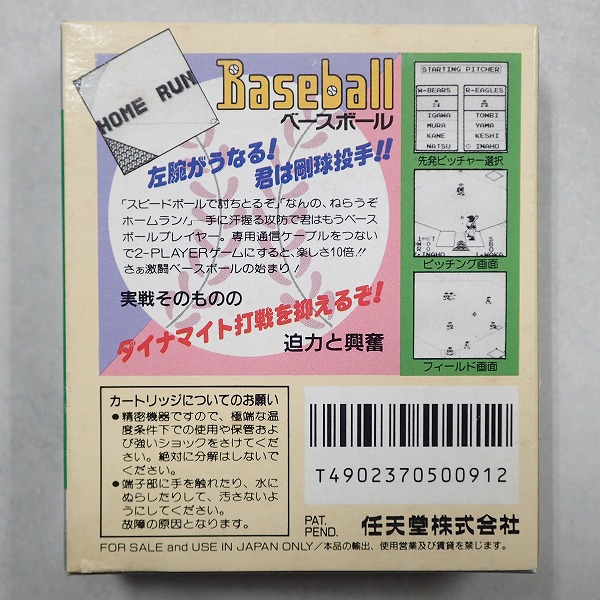 HOME RUN
Baseball
ベースボール
左腕がうなる!
君は剛球投手!!
「スピードボールで討ちとるぞ」「なんの、ねらうぞ
ホームラン!」―手に汗握る攻防で君はもうベース
ボールプレイヤー。専用通信ケーブルをつない
で2-PLAYERゲームにすると、楽しさ10倍!!
さぁ激闘ベースボールの始まり!
実戦そのものの
ダイナマイト打戦を抑えるぞ!
迫力と興奮
STARTING PITCHER
W-BEARS R-EAGLES
IGAWA TONBI
MURA YAMA
KANE KESHI
NATSU INAHO
先発ピッチャー選択
ピッチング画面
フィールド画面
カートリッジについてのお願い
●精密機器ですので、極端な温
度条件下での使用や保管およ
び強いショックをさけてくださ
い。絶対に分解はしないで
ください。
●端子部に手を触れたり、水に
ぬらしたりして、汚さないよ
うにしてください。
故障の原因となります。
T4902370500912
PAT.
PEND.
任天堂株式会社
FOR SALE and USE IN JAPAN ONLY/本品の輸出、使用営業及び賃貸を禁じます。